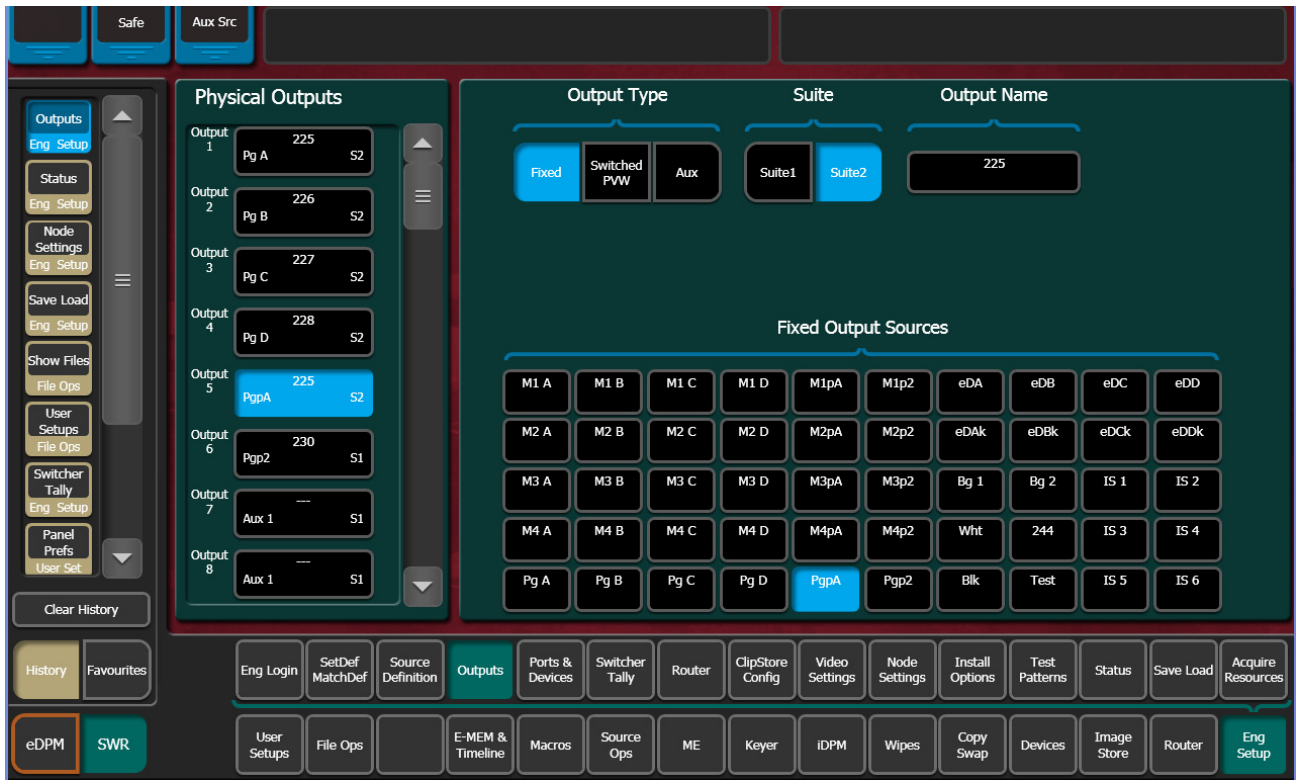 Safe
Aux Src
Outputs
Eng Setup
Status
Eng Setup
Node
Settings
Eng Setup
Save Load
Eng Setup
Show Files
File Ops
User
Setups
File Ops
Switcher
Tally
Eng Setup
Panel
Prefs
User Set
Clear History
History
Favourites
eDPM
SWR
Physical Outputs
Output
1
225
Pg A S2
Output
2
226
Pg B S2
Output
3
227
Pg C S2
Output
4
228
Pg D S2
Output
5
225
PgpA S2
Output
6
230
Pgp2 S1
Output
7
---
Aux 1 S1
Output
8
---
Aux 1 S1
Output Type
Suite
Output Name
Fixed
Switched
PVW
Aux
Suite1
Suite2
225
Fixed Output Sources
M1 A M1 B M1 C M1 D M1pA M1p2 eDA eDB eDC eDD
M2 A M2 B M2 C M2 D M2pA M2p2 eDAk eDBk eDCk eDDk
M3 A M3 B M3 C M3 D M3pA M3p2 Bg 1 Bg 2 IS 1 IS 2
M4 A M4 B M4 C M4 D M4pA M4p2 Wht 244 IS 3 IS 4
Pg A Pg B Pg C Pg D PgpA Pgp2 Blk Test IS 5 IS 6
Eng Login
SetDef
MatchDef
Source
Definition
Outputs
Ports &
Devices
Switcher
Tally
Router
ClipStore
Config
Video
Settings
Node
Settings
Install
Options
Test
Patterns
Status
Save Load
Acquire
Resources
User
Setups
File Ops
E-MEM &
Timeline
Macros
Source
Ops
ME
Keyer
iDPM
Wipes
Copy
Swap
Devices
Image
Store
Router
Eng
Setup